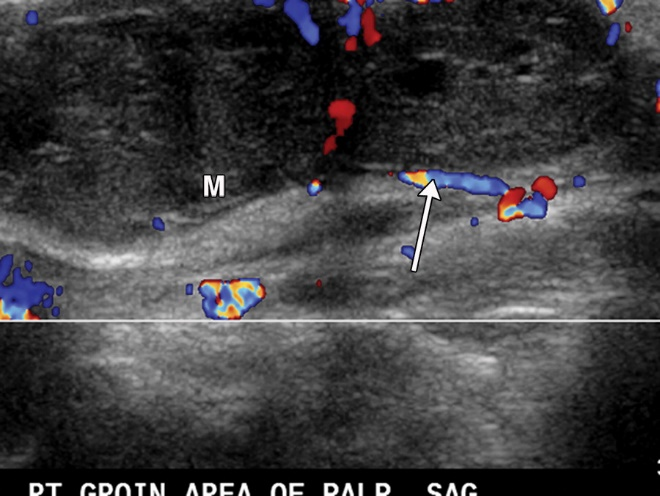 M
RT GROIN AREA OF PALP SAG